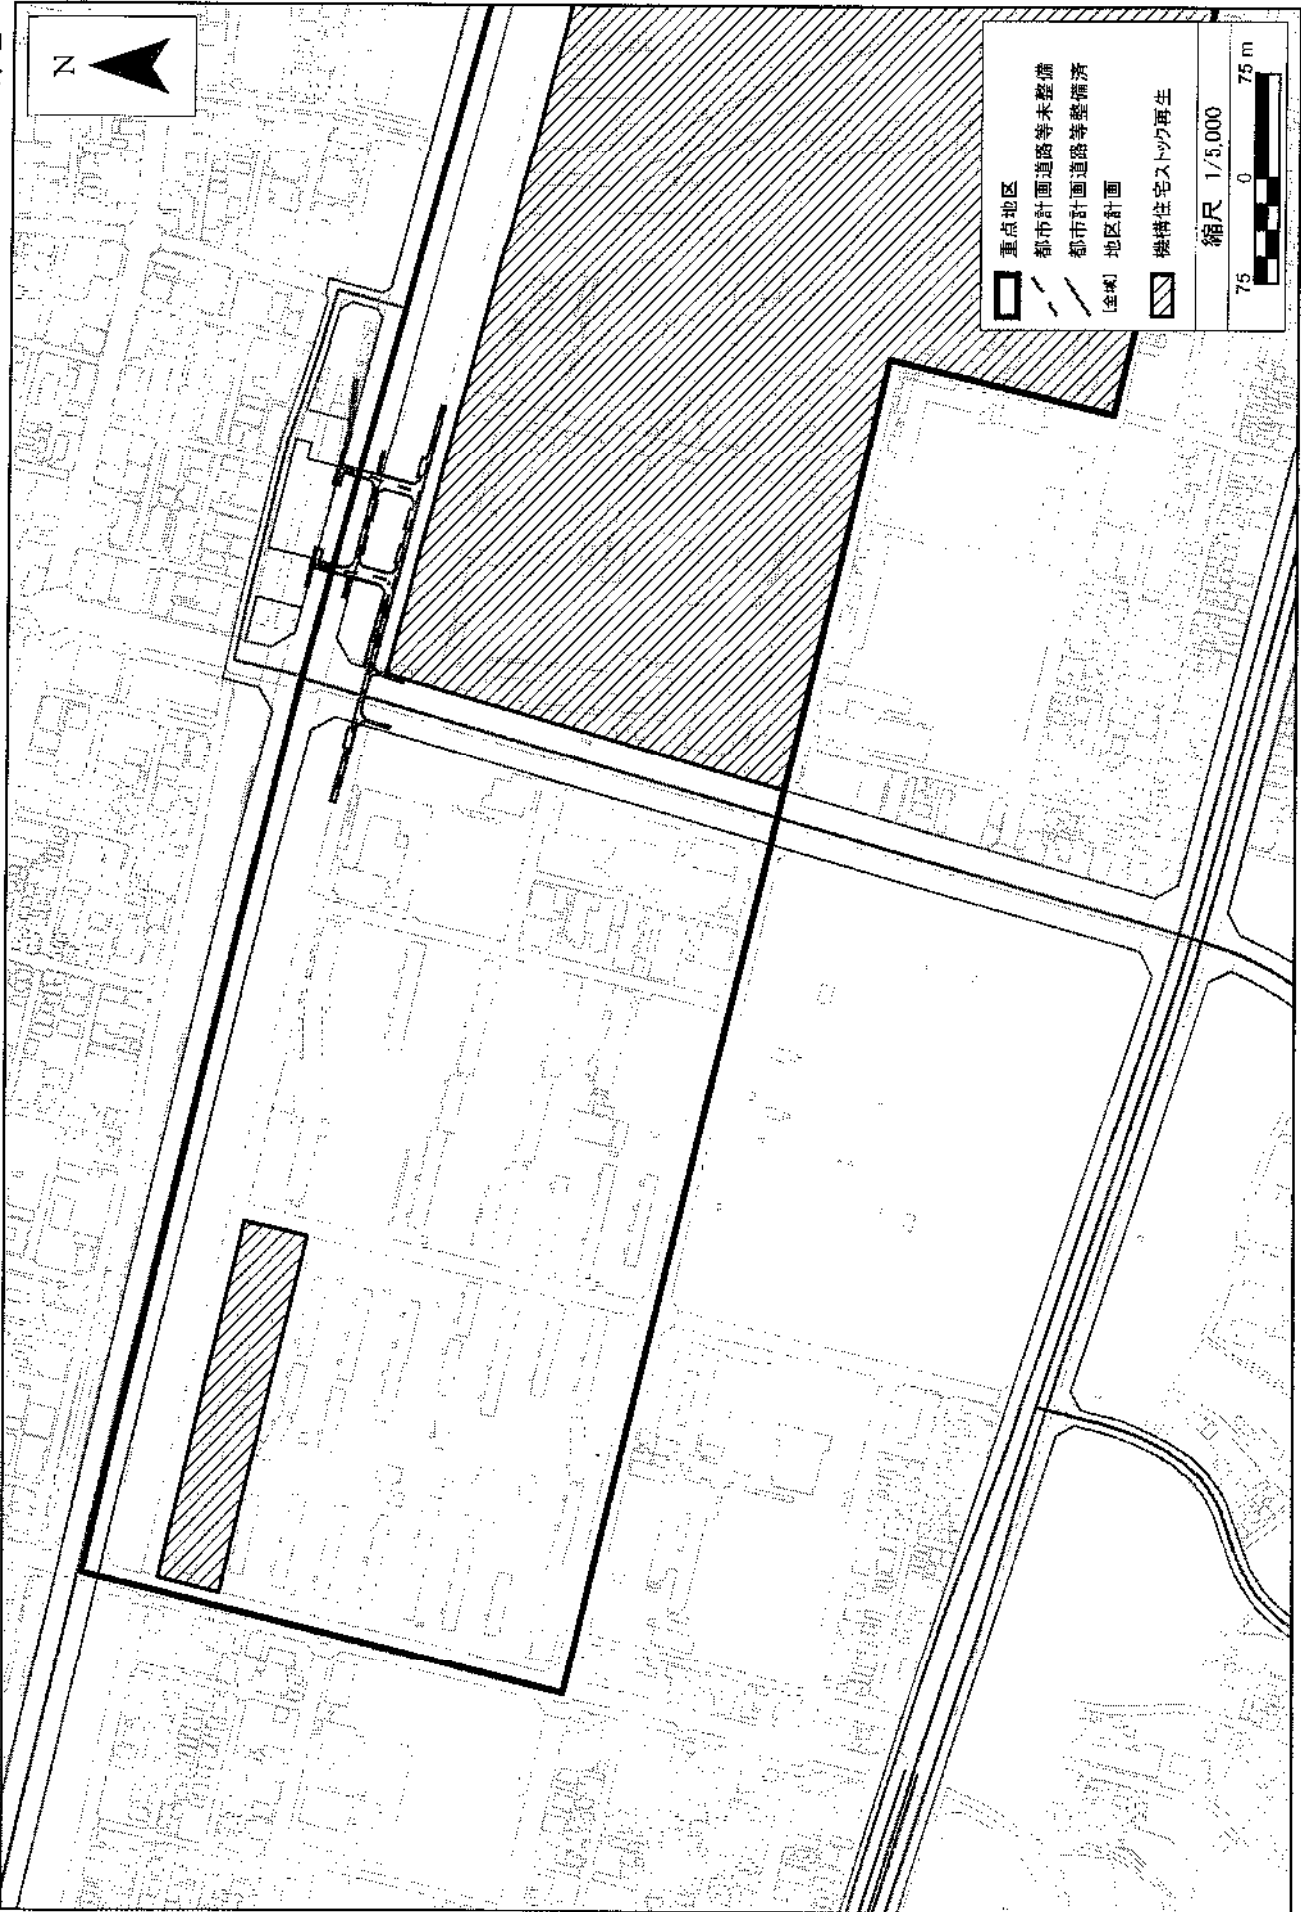 N
重点地区
都市計画道路等未整備
都市計画道路等整備済
[全域] 地区計画
機構住宅ストック再生
縮尺 1/5,000
75 0 75 m